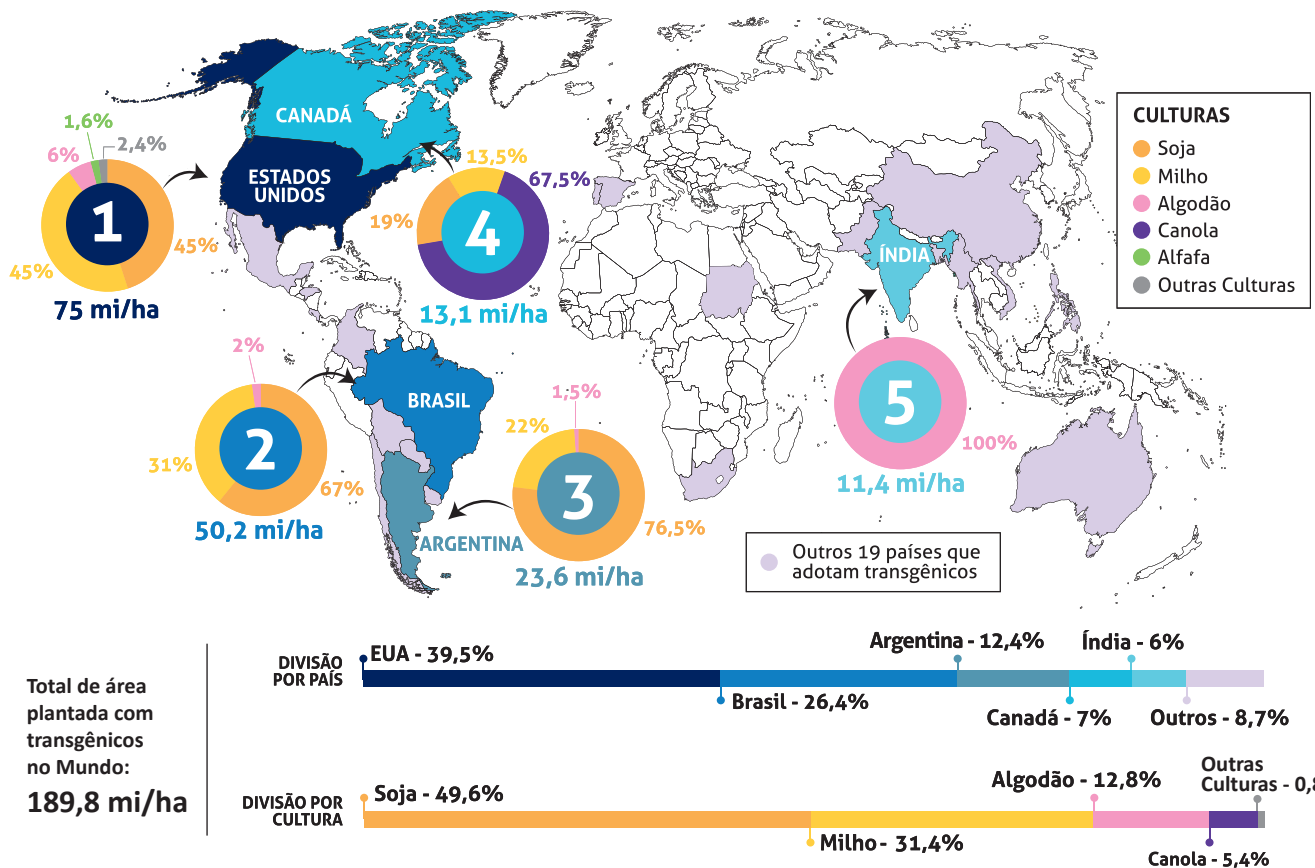 CANADÁ
ESTADOS
UNIDOS
1,6%
6%
2,4%
1
45%
45%
75 mi/ha
13,5%
67,5%
19%
4
13,1 mi/ha
CULTURAS
Soja
Milho
Algodão
Canola
Alfafa
Outras Culturas
ÍNDIA
5
100%
11,4 mi/ha
BRASIL
2%
2
31%
67%
50,2 mi/ha
1,5%
22%
3
76,5%
ARGENTINA
23,6 mi/ha
Outros 19 países que
adotam transgênicos
Total de área
plantada com
transgênicos
no Mundo:
189,8 mi/ha
DIVISÃO
POR PAÍS
EUA - 39,5%
Brasil - 26,4%
Argentina - 12,4%
Canadá - 7%
Índia - 6%
Outros - 8,7%
DIVISÃO POR
CULTURA
Soja - 49,6%
Milho - 31,4%
Algodão - 12,8%
Canola - 5,4%
Outras
Culturas - 0,8